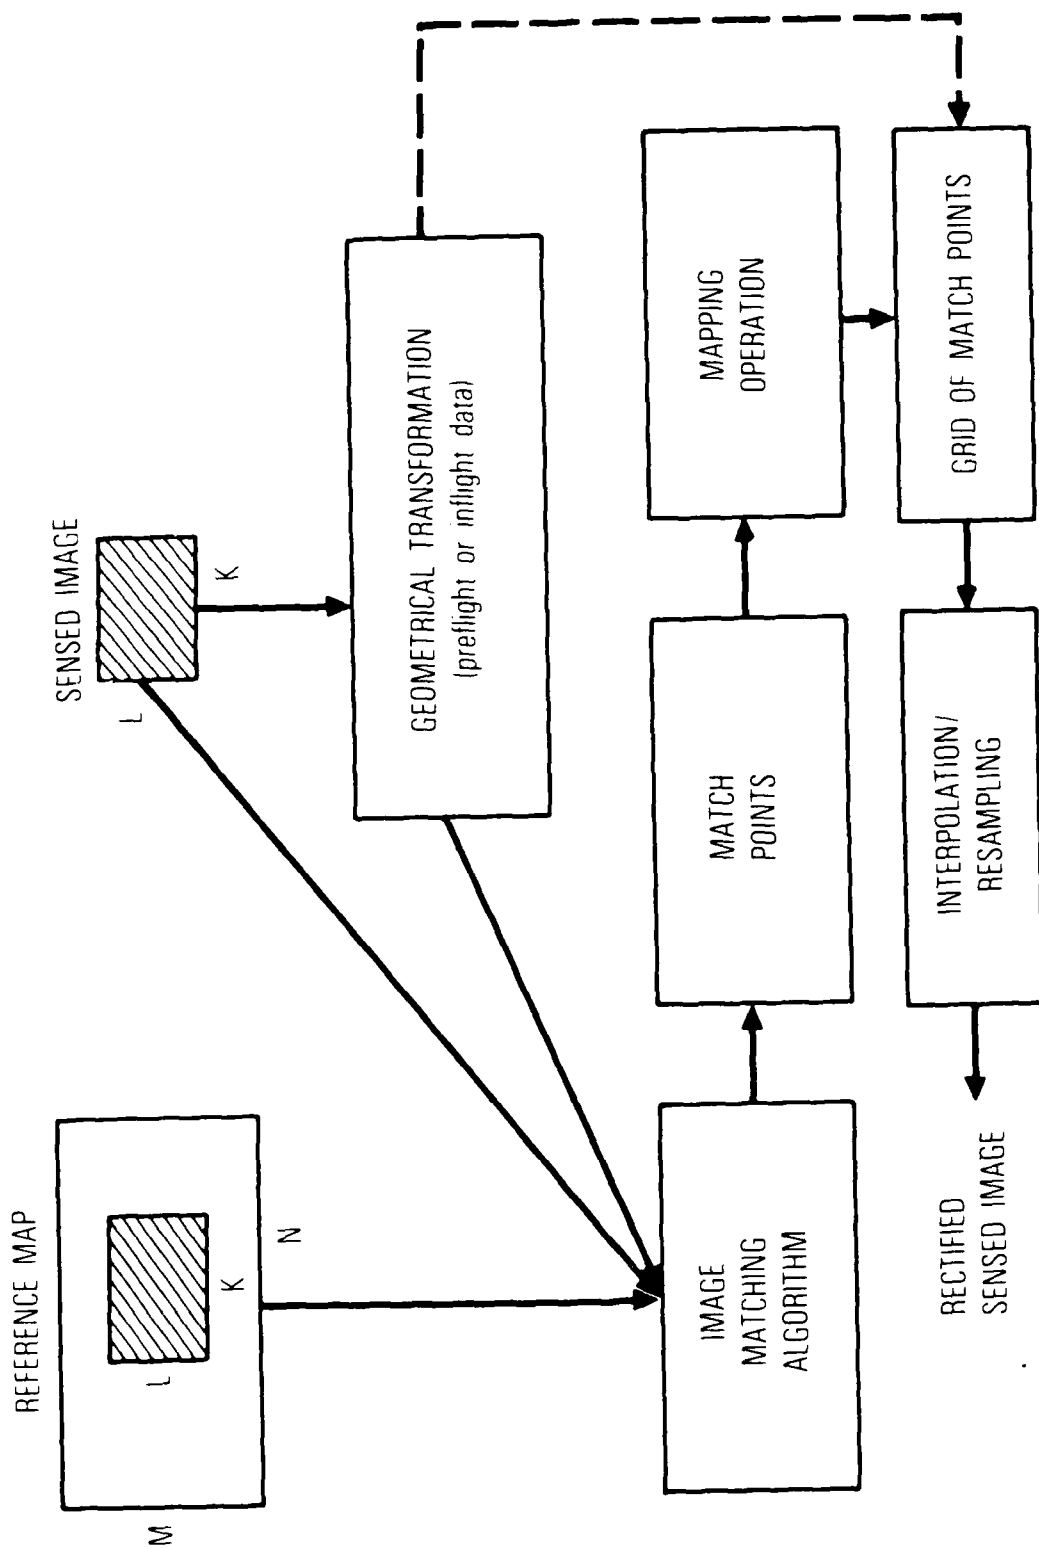 REFERENCE MAP
L
K
M
N
SENSED IMAGE
L
K
GEOMETRICAL TRANSFORMATION
(preflight or inflight data)
IMAGE
MATCHING
ALGORITHM
MATCH
POINTS
MAPPING
OPERATION
GRID OF MATCH POINTS
INTERPOLATION/
RESAMPLING
RECTIFIED
SENSED IMAGE